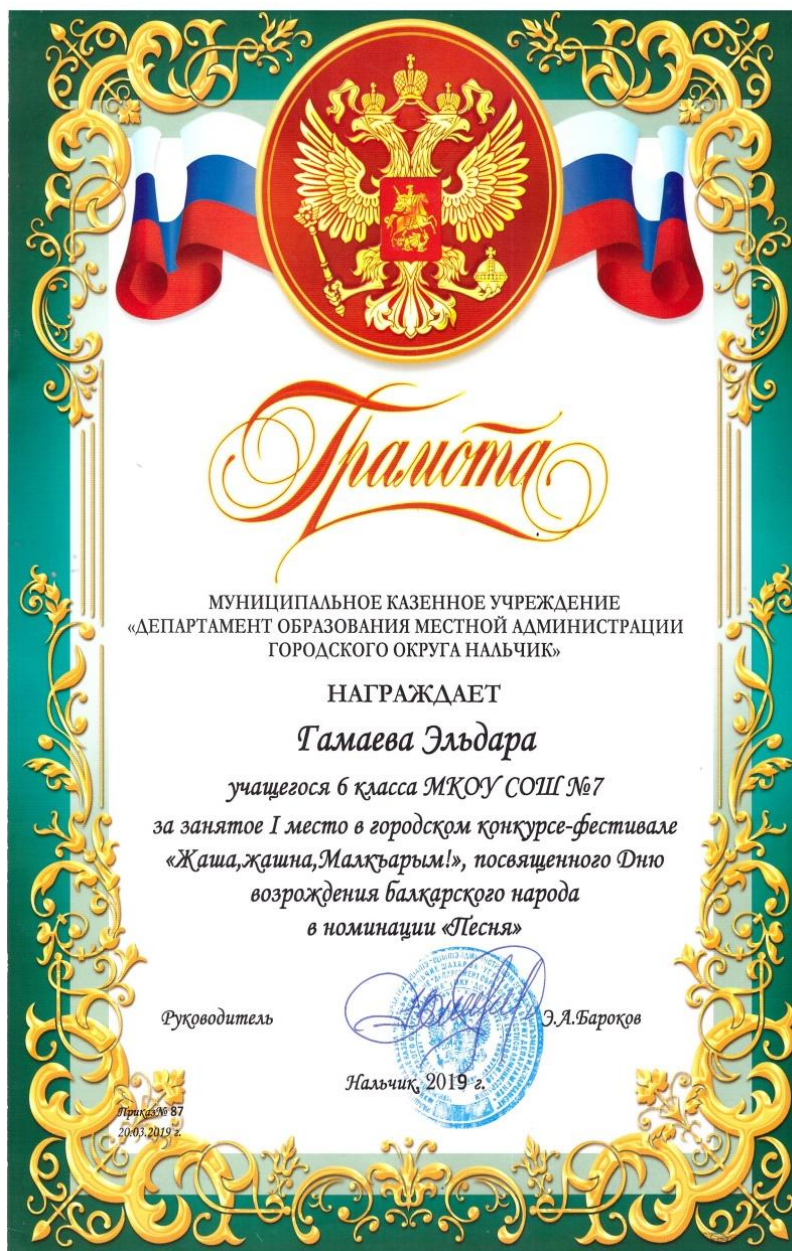 Грамота
МУНИЦИПАЛЬНОЕ КАЗЕННОЕ УЧРЕЖДЕНИЕ
«ДЕПАРТАМЕНТ ОБРАЗОВАНИЯ МЕСТНОЙ АДМИНИСТРАЦИИ
ГОРОДСКОГО ОКРУГА НАЛЬЧИК»
НАГРАЖДАЕТ
Гамаева Эльдара
учащегося 6 класса МКОУ СОШ №7
за занятое I место в городском конкурсе-фестивале
«Жаша,жашна,Малкъарым!», посвященного Дню
возрождения балкарского народа
в номинации «Песня»
Руководитель Э.А.Бароков
Нальчик, 2019 г.
Приказ№ 87
20.03.2019 г.